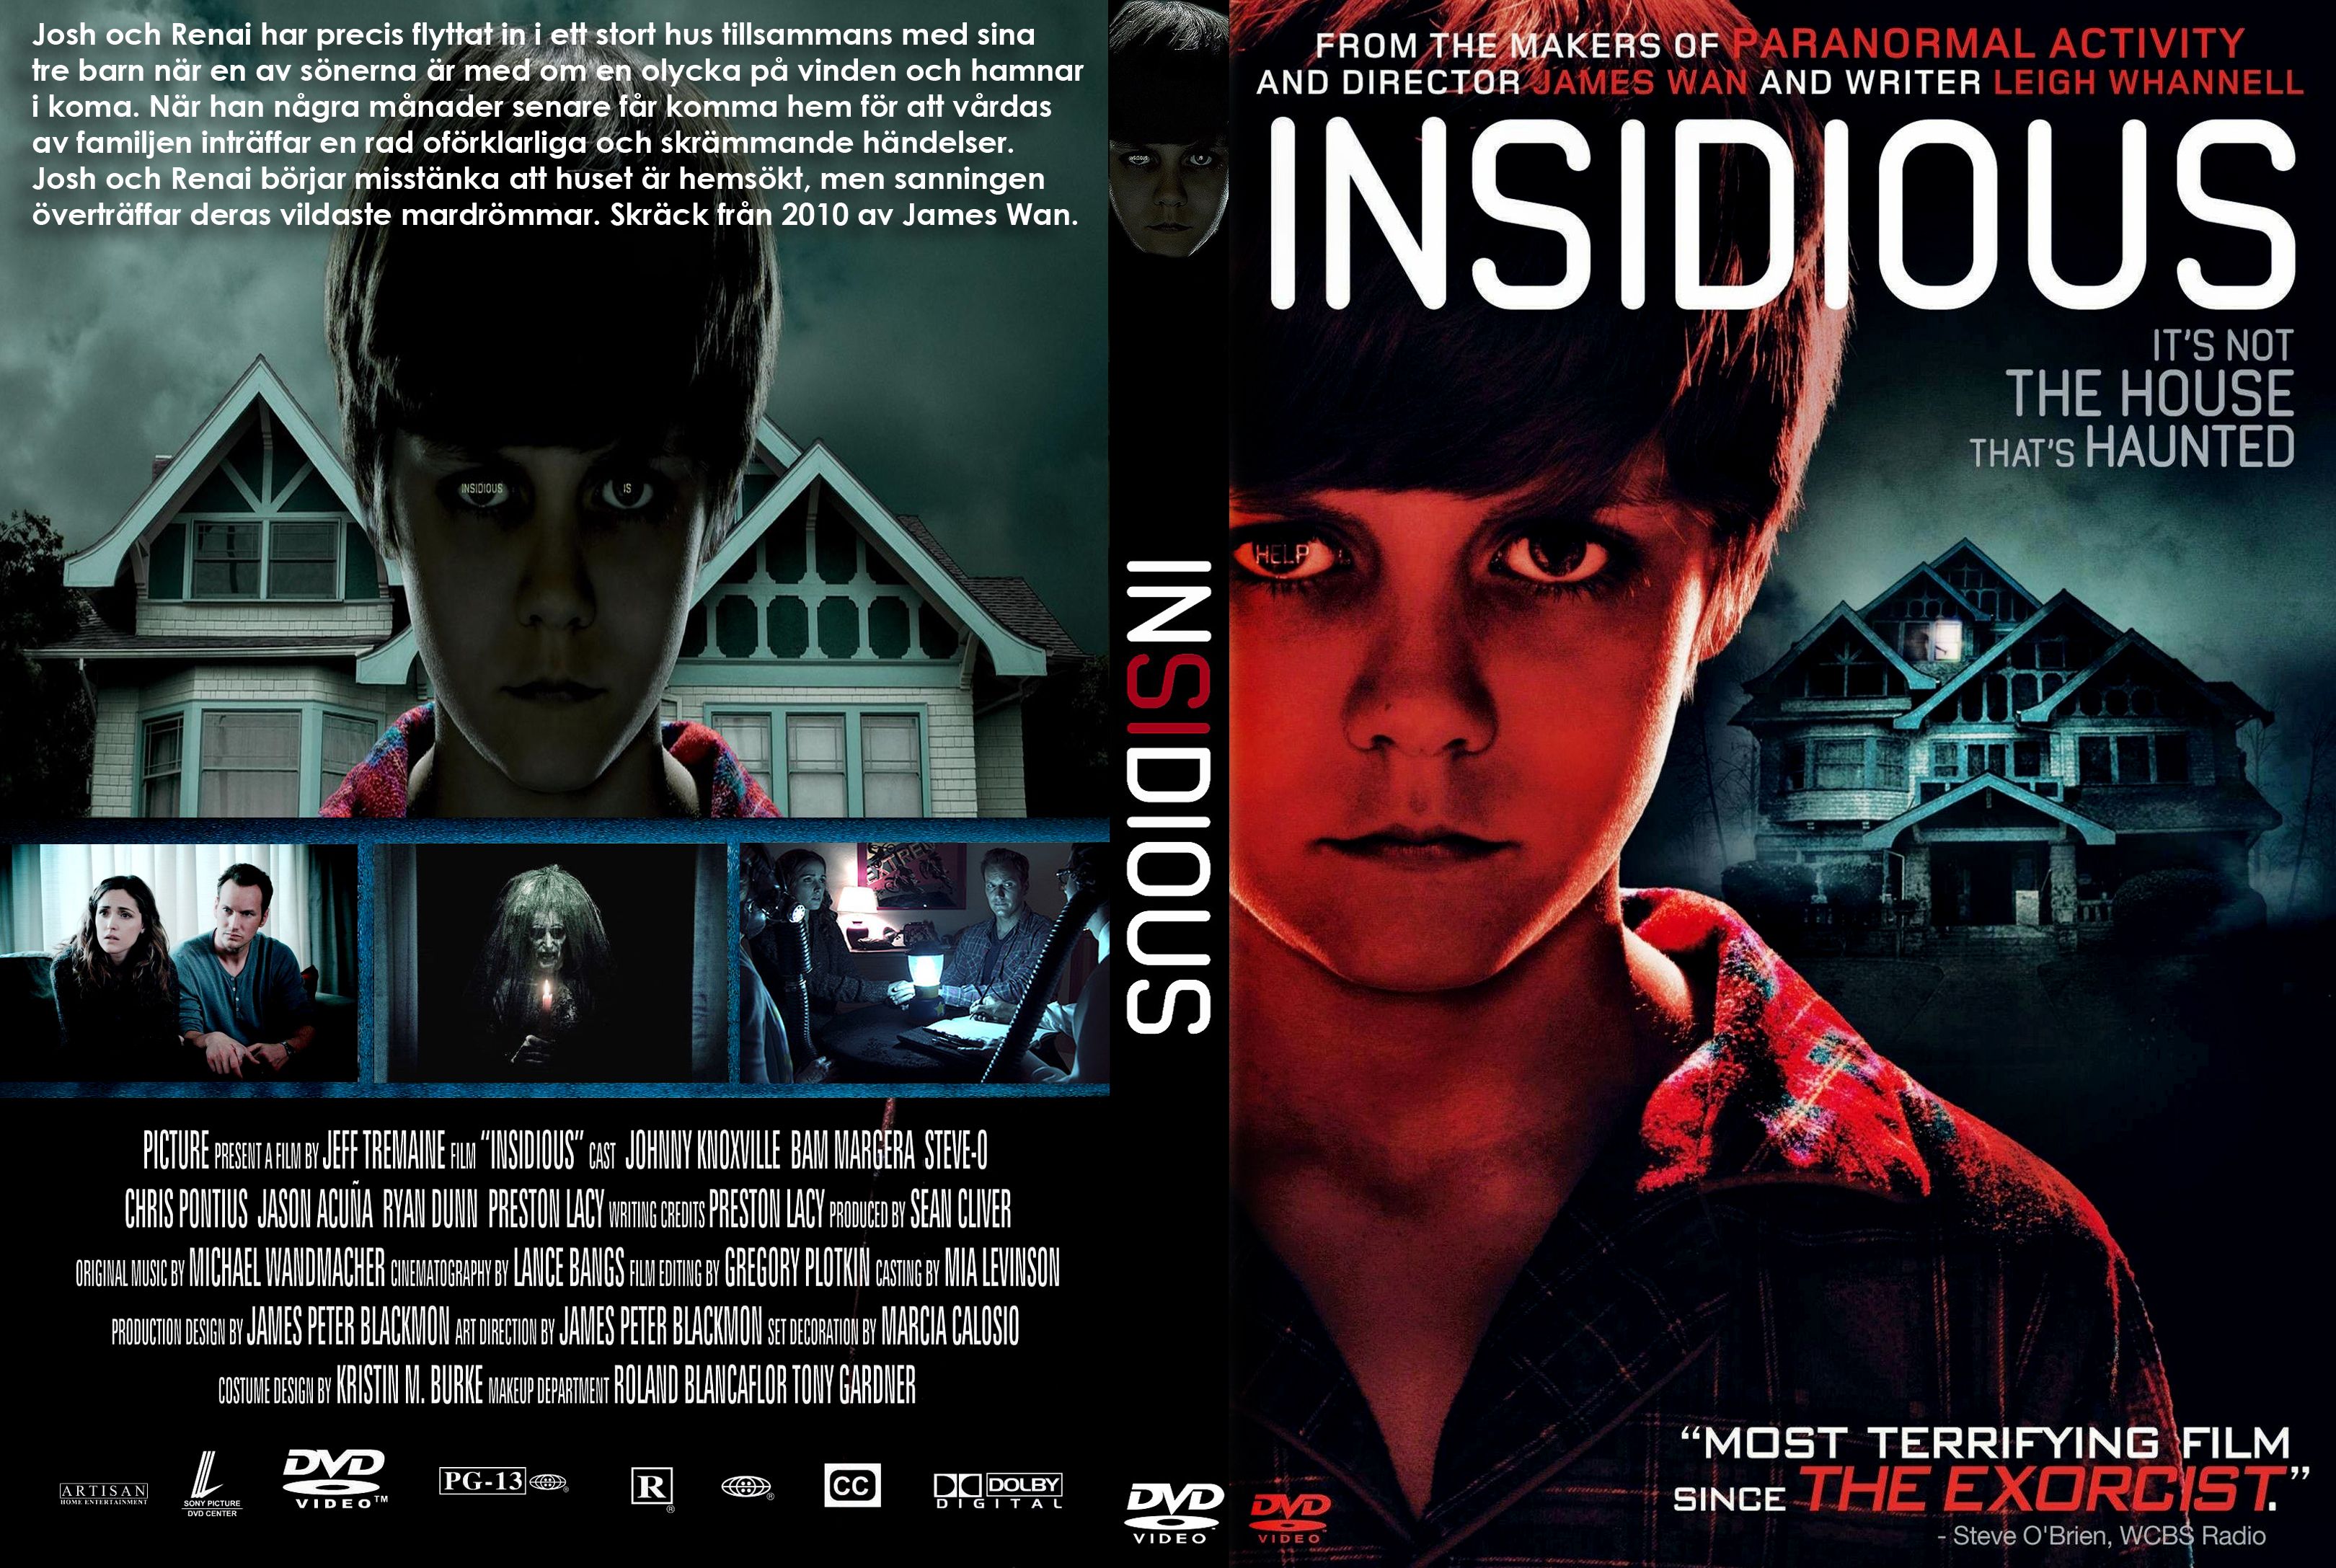 Josh och Renai har precis flyttat in i ett stort hus tillsammans med sina
tre barn när en av sönerna är med om en olycka på vinden och hamnar
i koma. När han några månader senare får komma hem för att vårdas
av familjen inträffar en rad oförklarliga och skrämmande händelser.
Josh och Renai börjar misstänka att huset är hemsökt, men sanningen
överträffar deras vildaste mardrömmar. Skräck från 2010 av James Wan.
INSIDIOUS IS
PICTURE PRESENT A FILM BY JEFF TREMAINE FILM “INSIDIOUS” CAST JOHNNY KNOXVILLE BAM MARGERA STEVE-O
CHRIS PONTIUS JASON ACUÑA RYAN DUNN PRESTON LACY WRITING CREDITS PRESTON LACY PRODUCED BY SEAN CLIVER
ORIGINAL MUSIC BY MICHAEL WANDMACHER CINEMATOGRAPHY BY LANCE BANGS FILM EDITING BY GREGORY PLOTKIN CASTING BY MIA LEVINSON
PRODUCTION DESIGN BY JAMES PETER BLACKMON ART DIRECTION BY JAMES PETER BLACKMON SET DECORATION BY MARCIA CALOSIO
COSTUME DESIGN BY KRISTIN M. BURKE MAKEUP DEPARTMENT ROLAND BLANCAFLOR TONY GARDNER
ARTISAN
HOME ENTERTAINMENT
SONY PICTURE
DVD CENTER
DVD
VIDEO™
PG-13 ®
R ®
®
CC
DOLBY
DIGITAL
INSIDIOUS
DVD
VIDEO
FROM THE MAKERS OF PARANORMAL ACTIVITY
AND DIRECTOR JAMES WAN AND WRITER LEIGH WHANNELL
INSIDIOUS
IT'S NOT
THE HOUSE
THAT'S HAUNTED
HELP
“MOST TERRIFYING FILM
SINCE THE EXORCIST.”
- Steve O'Brien, WCBS Radio
DVD
VIDEO